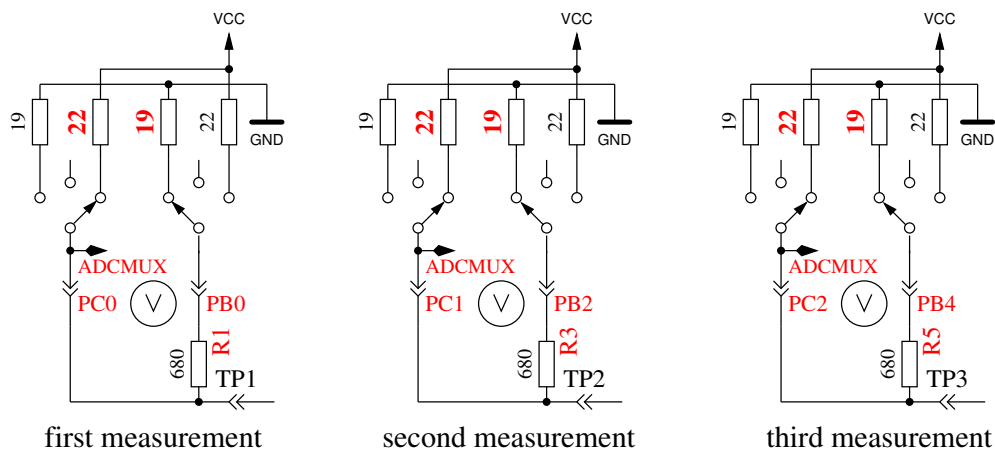 VCC
19
22
19
22
GND
ADCMUX
PC0
V
PB0
R1
680
TP1
first measurement
VCC
19
22
19
22
GND
ADCMUX
PC1
V
PB2
R3
680
TP2
second measurement
VCC
19
22
19
22
GND
ADCMUX
PC2
V
PB4
R5
680
TP3
third measurement